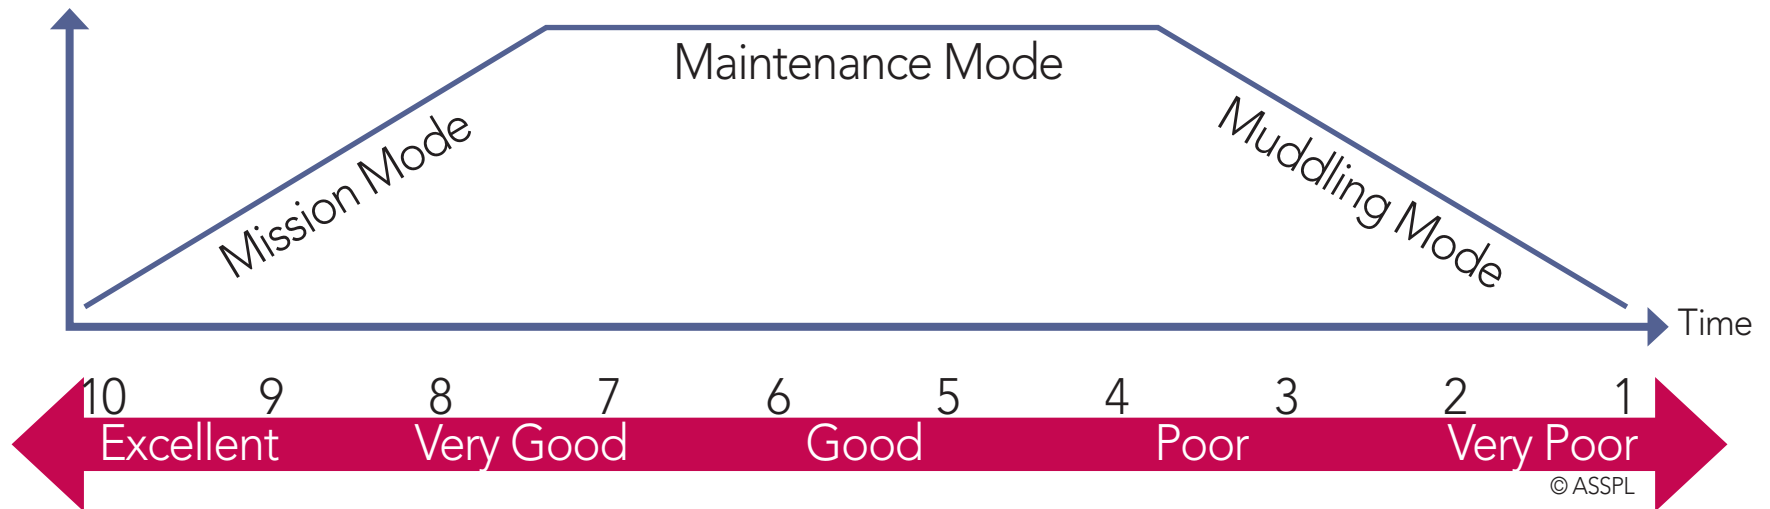 Maintenance Mode
Mission Mode
Muddling Mode
Time
10 9 8 7 6 5 4 3 2 1
Excellent Very Good Good Poor Very Poor
© ASSPL